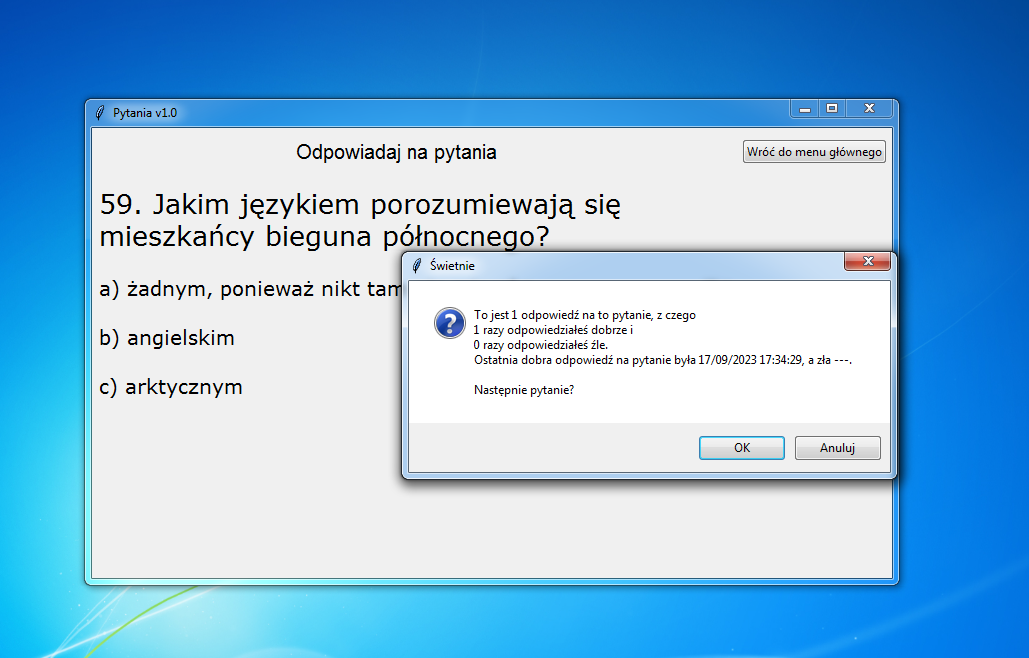 Pytania v1.0
Odpowiadaj na pytania
Wróć do menu głównego
59. Jakim językiem porozumiewają się
mieszkańcy bieguna północnego?
a) żadnym, ponieważ nikt tam
b) angielskim
c) arktycznym
Świetnie
To jest 1 odpowiedź na to pytanie, z czego
1 razy odpowiedziałeś dobrze i
0 razy odpowiedziałeś źle.
Ostatnia dobra odpowiedź na pytanie była 17/09/2023 17:34:29, a zła ---.
Następnie pytanie?
OK
Anuluj